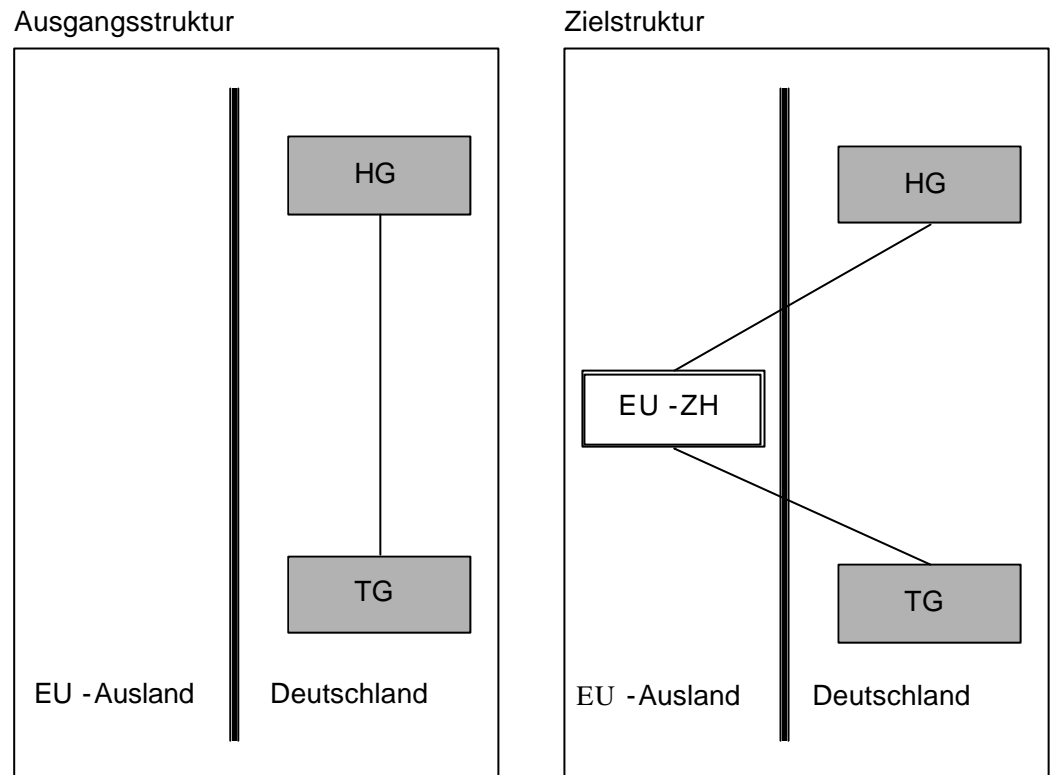 Ausgangsstruktur
HG
TG
EU -Ausland Deutschland
Zielstruktur
HG
EU -ZH
TG
EU -Ausland Deutschland